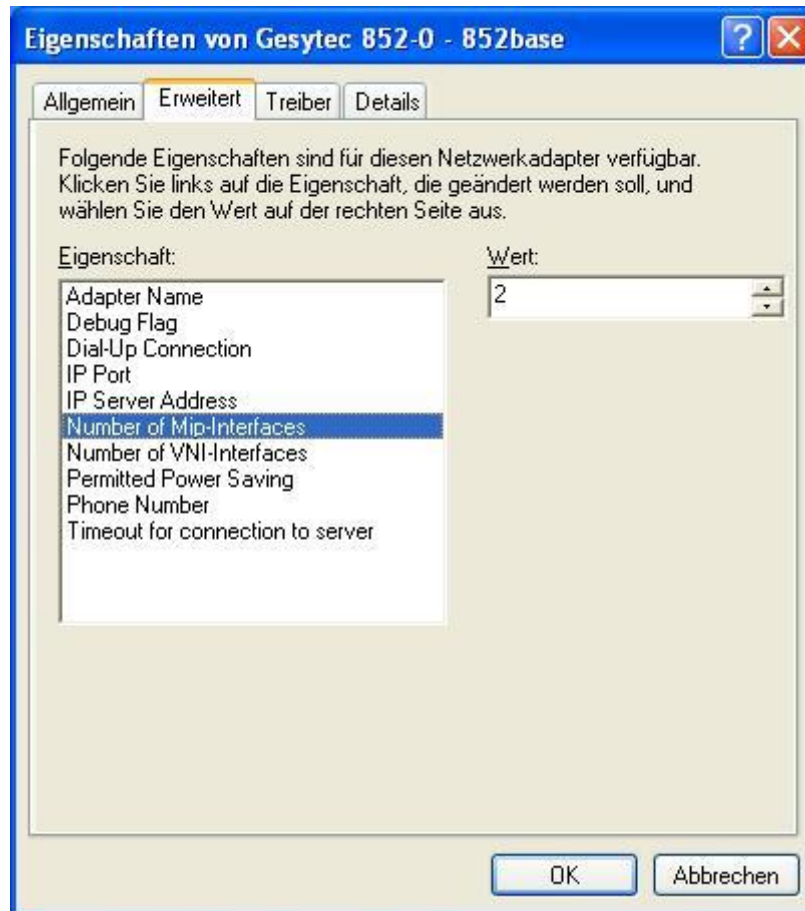 Eigenschaften von Gesytec 852-0 - 852base
Allgemein
Erweitert
Treiber
Details
Folgende Eigenschaften sind für diesen Netzwerkadapter verfügbar.
Klicken Sie links auf die Eigenschaft, die geändert werden soll, und
wählen Sie den Wert auf der rechten Seite aus.
Eigenschaft:
Wert:
Adapter Name
Debug Flag
Dial-Up Connection
IP Port
IP Server Address
Number of Mip-Interfaces
Number of VNI-Interfaces
Permitted Power Saving
Phone Number
Timeout for connection to server
2
OK
Abbrechen